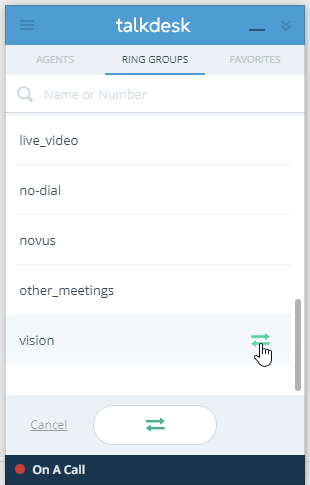 talkdesk
AGENTS RING GROUPS FAVORITES
Name or Number
live_video
no-dial
novus
other_meetings
vision
Cancel
On A Call